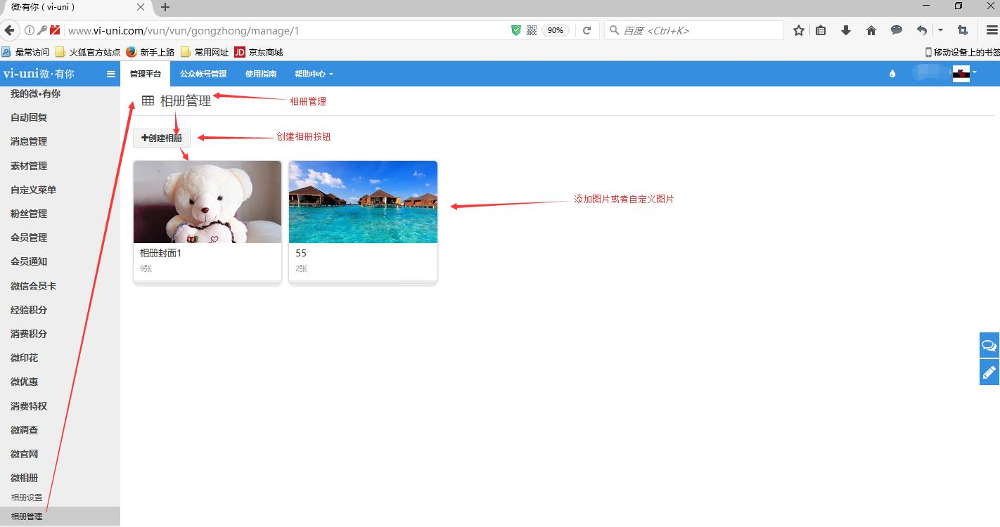 微·有你（vi-uni）
www.vi-uni.com/vun/vun/gongzhong/manage/1
90%
百度 <Ctrl+K>
最常访问
火狐官方站点
新手上路
常用网址
JD
京东商城
移动设备上的书签
vi-uni微·有你
管理平台
公众帐号管理
使用指南
帮助中心
我的微·有你
自动回复
消息管理
素材管理
自定义菜单
粉丝管理
会员管理
会员通知
微信会员卡
经验积分
消费积分
微印花
微优惠
消费特权
微调查
微官网
微相册
相册设置
相册管理
相册管理
相册管理
创建相册
创建相册按钮
添加图片或者自定义图片
相册封面1
9张
55
2张